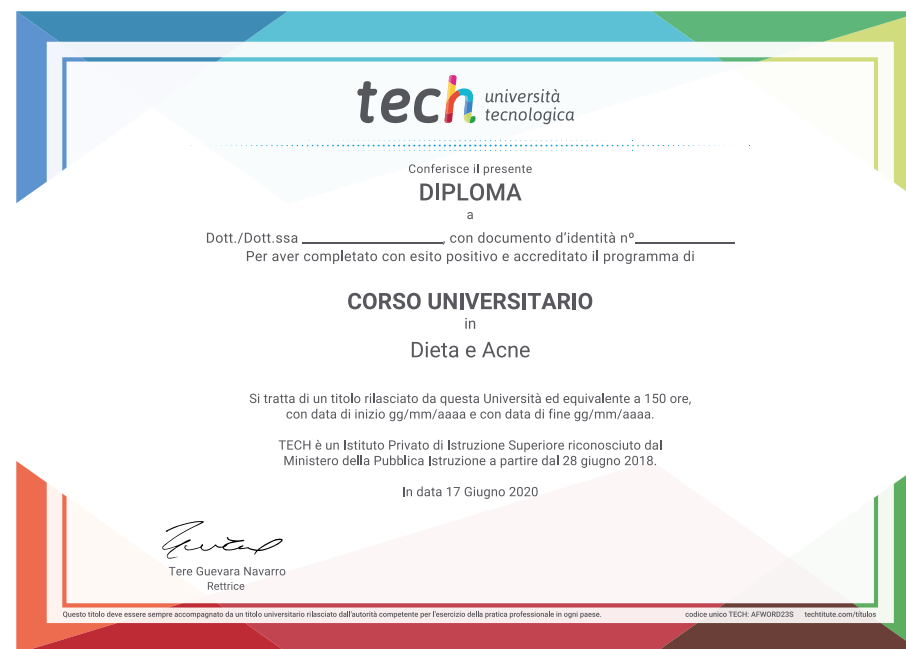 tech università
tecnologica
Conferisce il presente
DIPLOMA
a
Dott./Dott.ssa ____________________, con documento d'identità nº______________
Per aver completato con esito positivo e accreditato il programma di
CORSO UNIVERSITARIO
in
Dieta e Acne
Si tratta di un titolo rilasciato da questa Università ed equivalente a 150 ore,
con data di inizio gg/mm/aaaa e con data di fine gg/mm/aaaa.
TECH è un Istituto Privato di Istruzione Superiore riconosciuto dal
Ministero della Pubblica Istruzione a partire dal 28 giugno 2018.
In data 17 Giugno 2020
Tere Guevara Navarro
Rettrice
Questo titolo deve essere sempre accompagnato da un titolo universitario rilasciato dall'autorità competente per l'esercizio della pratica professionale in ogni paese. codice unico TECH: AFWORD23S techtitute.com/titulos